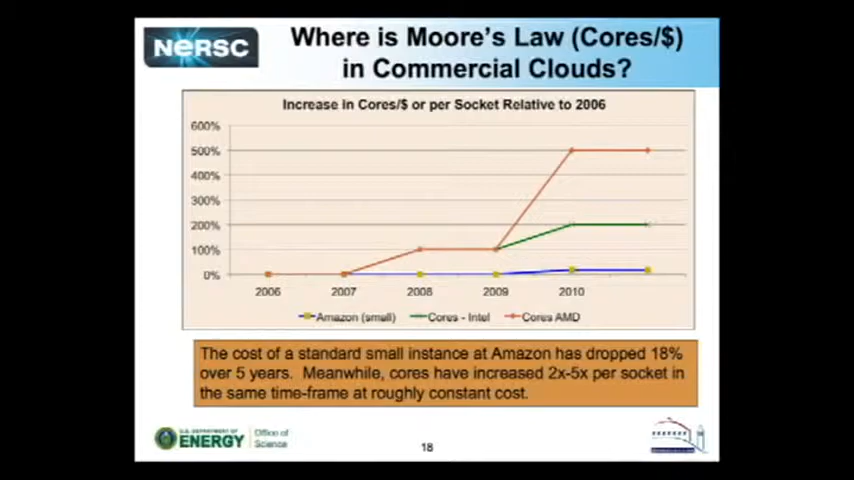 NERSC
Where is Moore's Law (Cores/$)
in Commercial Clouds?
Increase in Cores/$ or per Socket Relative to 2006
600%
500%
400%
300%
200%
100%
0%
2006 2007 2008 2009 2010
Amazon (small) Cores - Intel Cores AMD
The cost of a standard small instance at Amazon has dropped 18%
over 5 years. Meanwhile, cores have increased 2x-5x per socket in
the same time-frame at roughly constant cost.
U.S. DEPARTMENT OF
ENERGY
Office of
Science
18